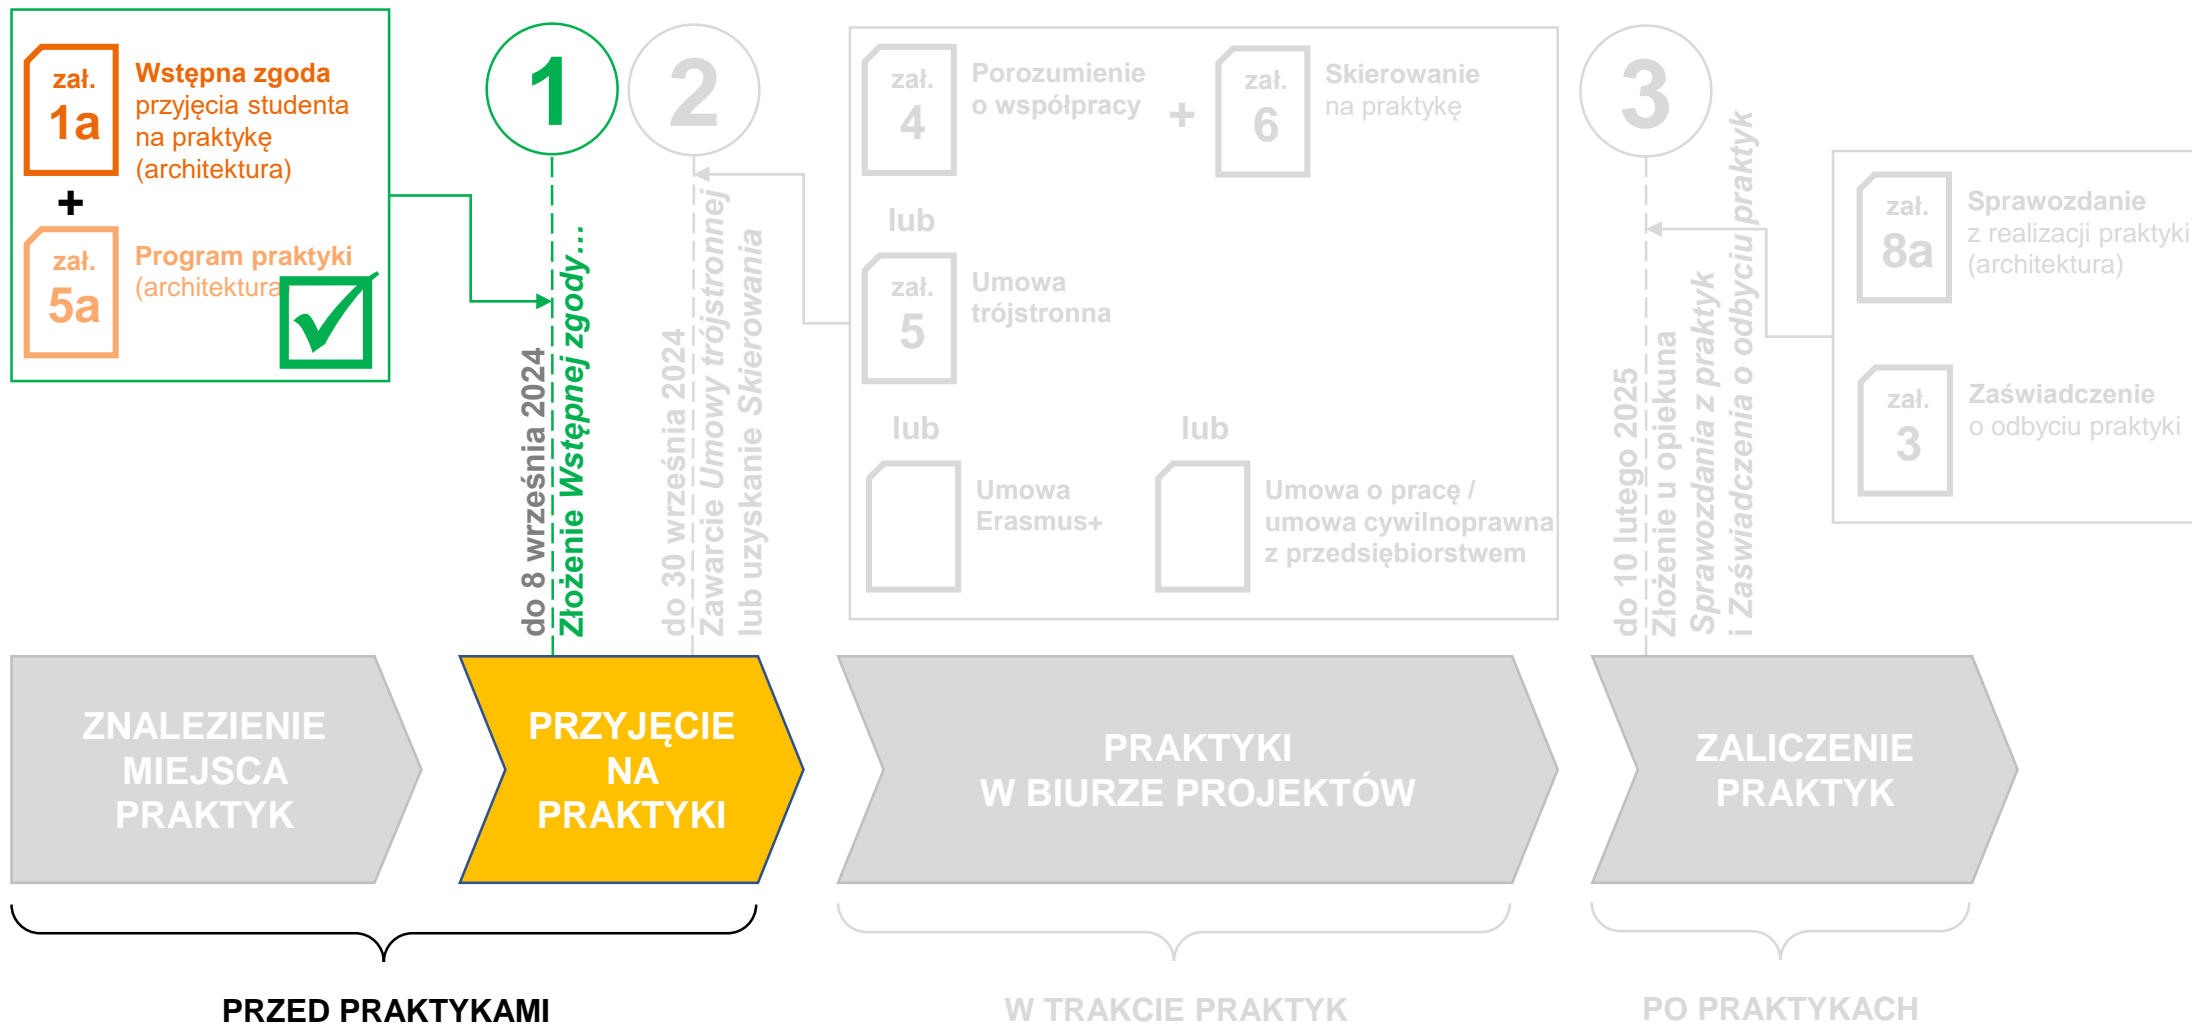 zał.
1a
Wstępna zgoda
przyjęcia studenta
na praktykę
(architektura)
+
zał.
5a
Program praktyki
(architektura
1
do 8 września 2024
Złożenie Wstępnej zgody…
2
do 30 września 2024
Zawarcie Umowy trójstronnej
lub uzyskanie Skierowania
zał.
4
Porozumienie
o współpracy
+
zał.
6
Skierowanie
na praktykę
lub
zał.
5
Umowa
trójstronna
lub
Umowa
Erasmus+
lub
Umowa o pracę /
umowa cywilnoprawna
z przedsiębiorstwem
3
do 10 lutego 2025
Złożenie u opiekuna
Sprawozdania z praktyk
i Zaświadczenia o odbyciu praktyk
zał.
8a
Sprawozdanie
z realizacji praktyki
(architektura)
zał.
3
Zaświadczenie
o odbyciu praktyki
ZNALEZIENIE
MIEJSCA
PRAKTYK
PRZYJĘCIE
NA
PRAKTYKI
PRAKTYKI
W BIURZE PROJEKTÓW
ZALICZENIE
PRAKTYK
PRZED PRAKTYKAMI
W TRAKCIE PRAKTYK
PO PRAKTYKACH